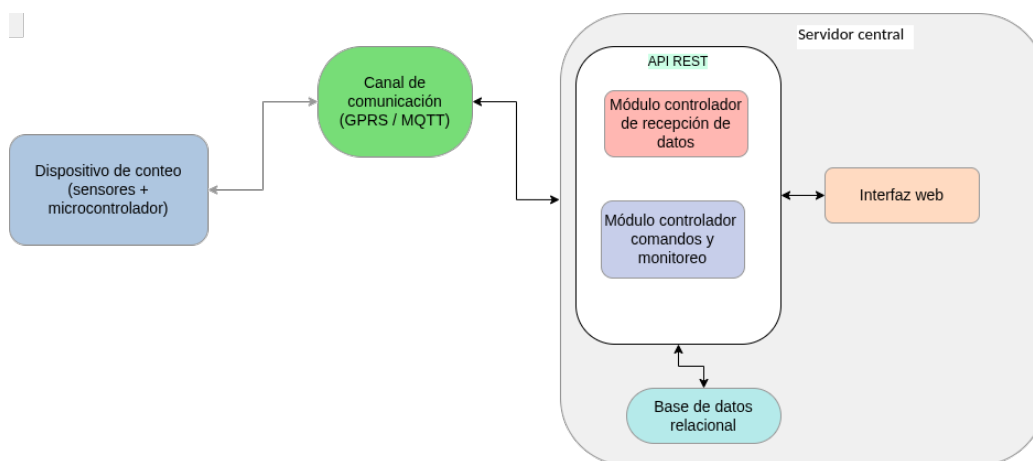 Servidor central
API REST
Canal de
comunicación
(GPRS / MQTT)
Módulo controlador
de recepción de
datos
Dispositivo de conteo
(sensores +
microcontrolador)
Interfaz web
Módulo controlador
comandos y
monitoreo
Base de datos
relacional